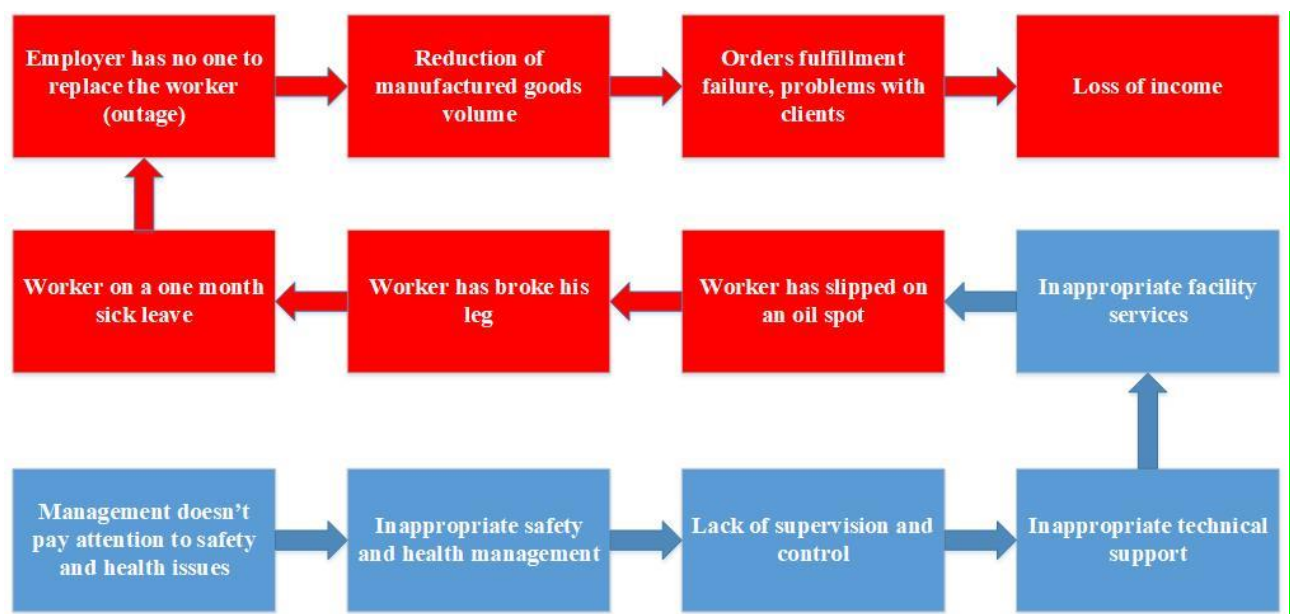 Employer has no one to
replace the worker
(outage)
Reduction of
manufactured goods
volume
Orders fulfillment
failure, problems with
clients
Loss of income
Worker on a one month
sick leave
Worker has broke his
leg
Worker has slipped on
an oil spot
Inappropriate facility
services
Management doesn’t
pay attention to safety
and health issues
Inappropriate safety
and health management
Lack of supervision and
control
Inappropriate technical
support